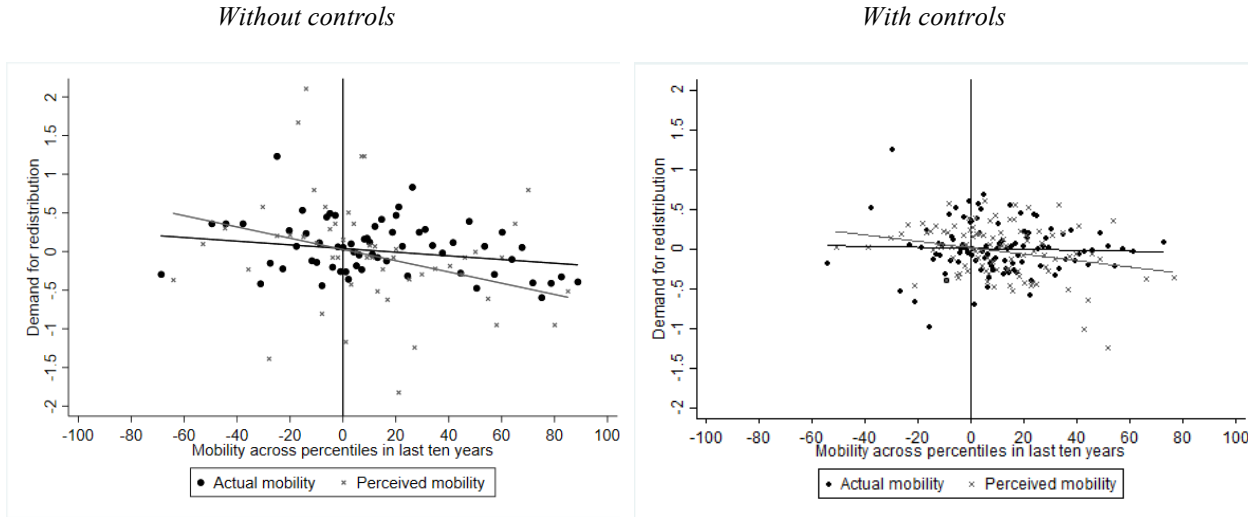 Without controls
With controls
Demand for redistribution
2
1.5
1
.5
0
-.5
-1
-1.5
-2
-100 -80 -60 -40 -20 0 20 40 60 80 100
Mobility across percentiles in last ten years
Actual mobility Perceived mobility
Demand for redistribution
2
1.5
1
.5
0
-.5
-1
-1.5
-2
-100 -80 -60 -40 -20 0 20 40 60 80 100
Mobility across percentiles in last ten years
Actual mobility Perceived mobility